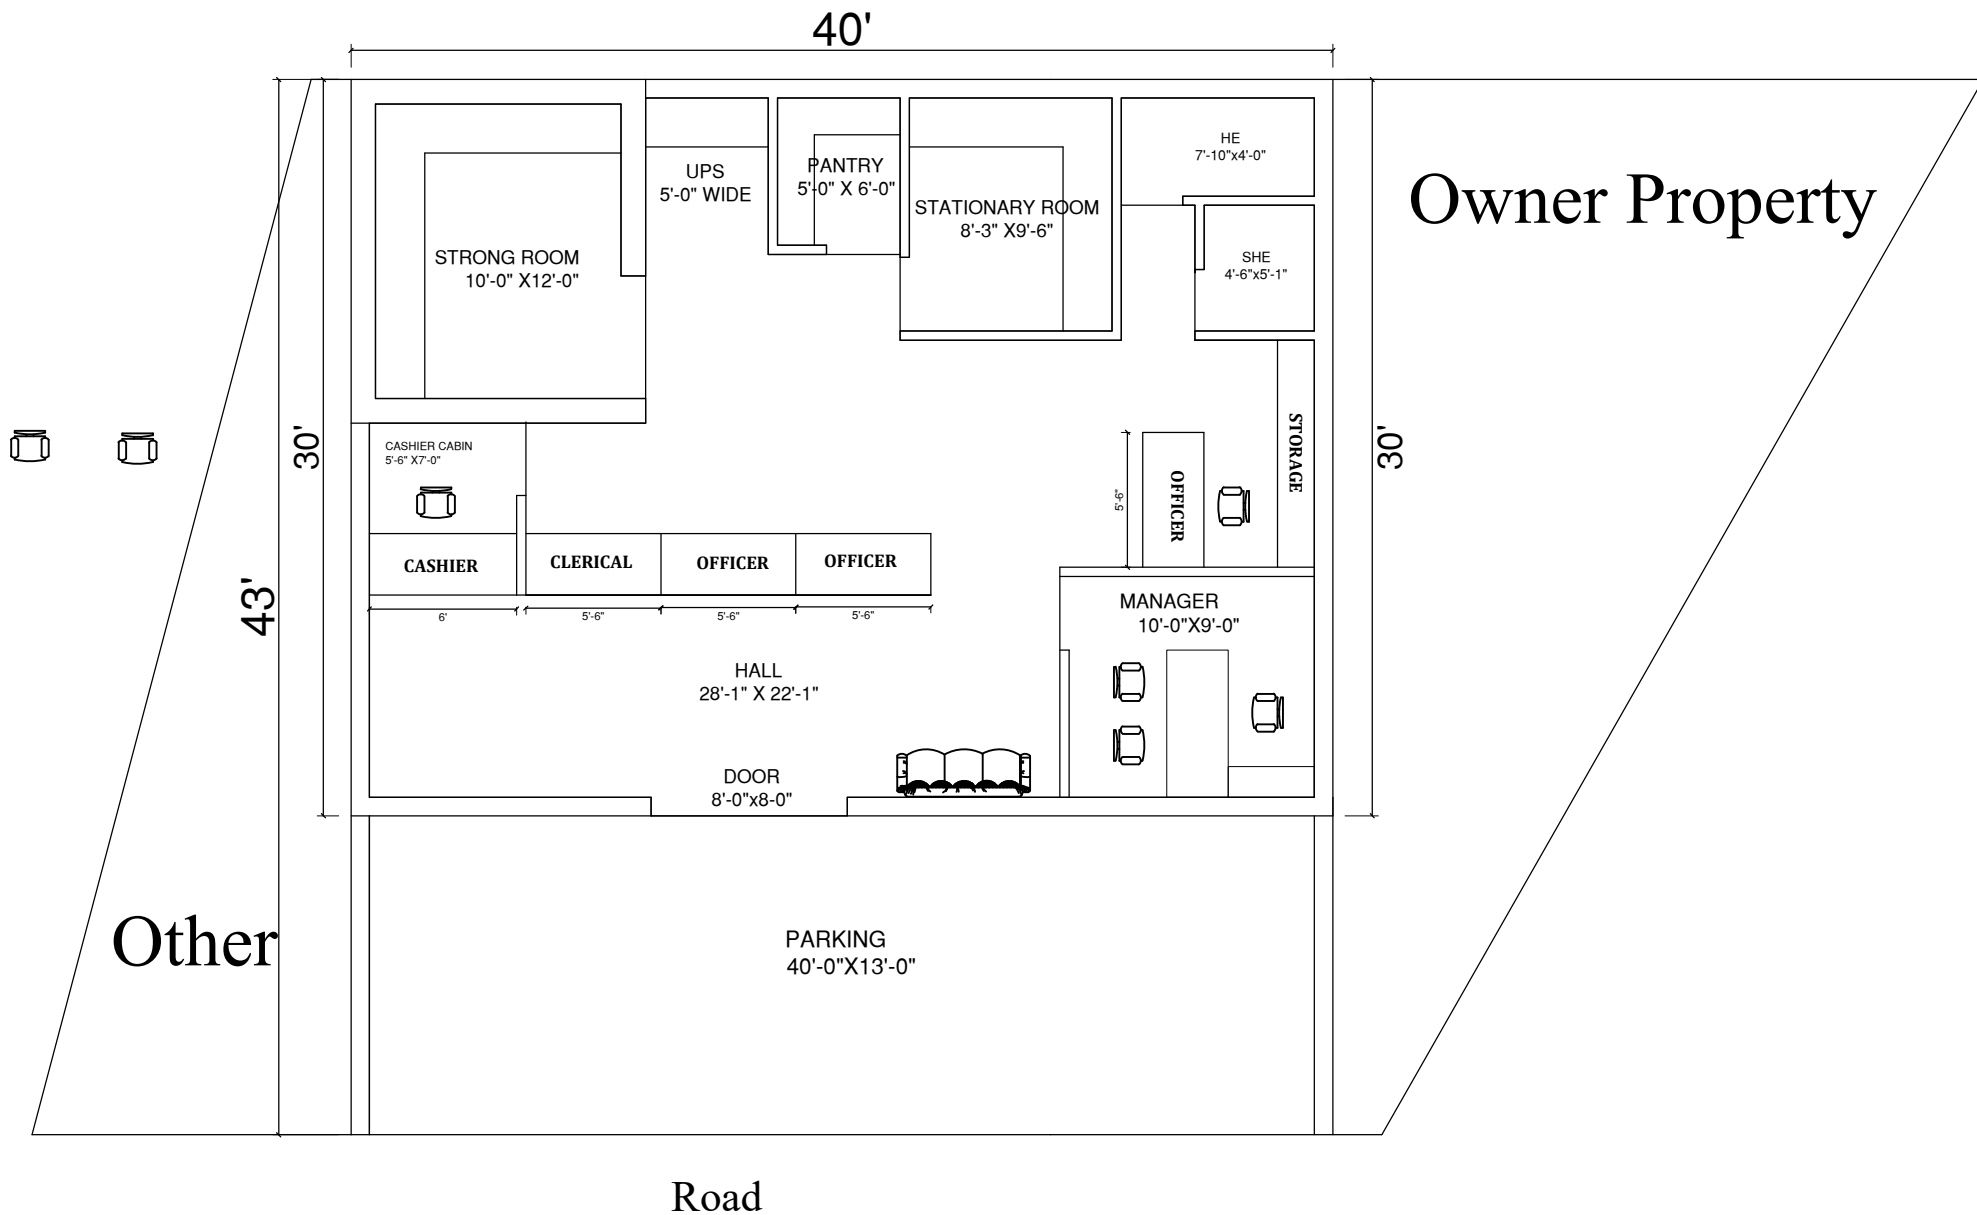 40'
HE
7'-10"x4'-0"
UPS
5'-0" WIDE
PANTRY
5'-0" X 6'-0"
Owner Property
STATIONARY ROOM
8'-3" X9'-6"
STRONG ROOM
10'-0" X12'-0"
SHE
4'-6"x5'-1"
30'
CASHIER CABIN
5'-6" X7'-0"
STORAGE
30'
5'-6"
OFFICER
CASHIER
CLERICAL
OFFICER
OFFICER
43'
6'
5'-6"
5'-6"
5'-6"
MANAGER
10'-0"X9'-0"
HALL
28'-1" X 22'-1"
DOOR
8'-0"x8-0"
Other
PARKING
40'-0"X13'-0"
Road